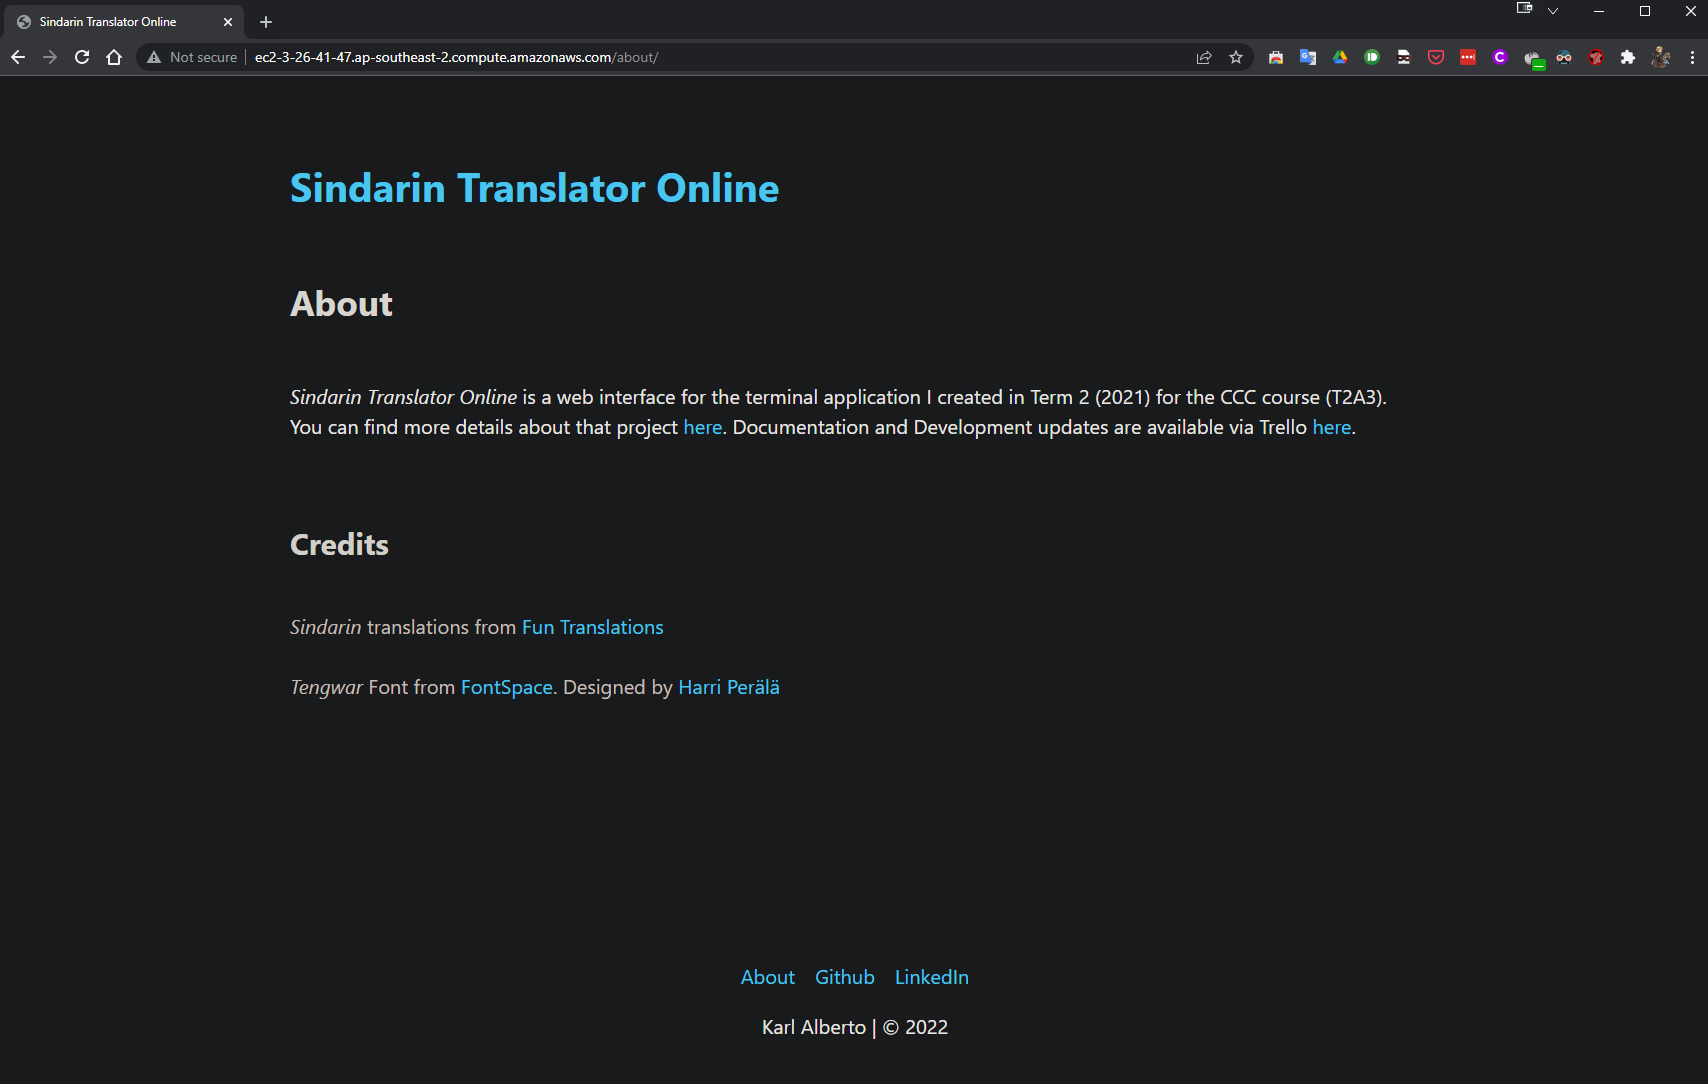 Sindarin Translator Online
Not secure
ec2-3-26-41-47.ap-southeast-2.compute.amazonaws.com/about/
Sindarin Translator Online
About
Sindarin Translator Online is a web interface for the terminal application I created in Term 2 (2021) for the CCC course (T2A3).
You can find more details about that project here. Documentation and Development updates are available via Trello here.
Credits
Sindarin translations from Fun Translations
Tengwar Font from FontSpace. Designed by Harri Perälä
About Github LinkedIn
Karl Alberto | © 2022